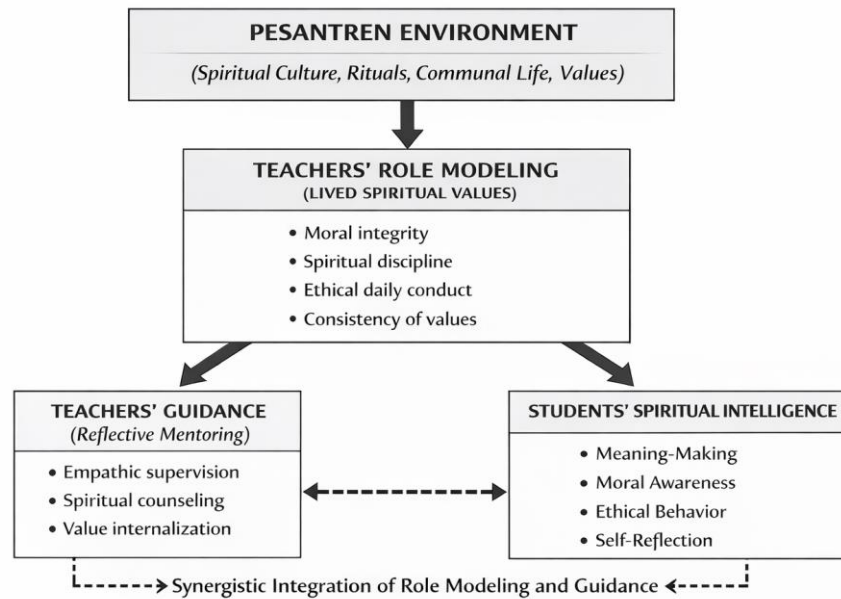 PESANTREN ENVIRONMENT
(Spiritual Culture, Rituals, Communal Life, Values)
TEACHERS' ROLE MODELING
(LIVED SPIRITUAL VALUES)
• Moral integrity
• Spiritual discipline
• Ethical daily conduct
• Consistency of values
TEACHERS' GUIDANCE
(Reflective Mentoring)
• Empathic supervision
• Spiritual counseling
• Value internalization
STUDENTS' SPIRITUAL INTELLIGENCE
• Meaning-Making
• Moral Awareness
• Ethical Behavior
• Self-Reflection
Synergistic Integration of Role Modeling and Guidance